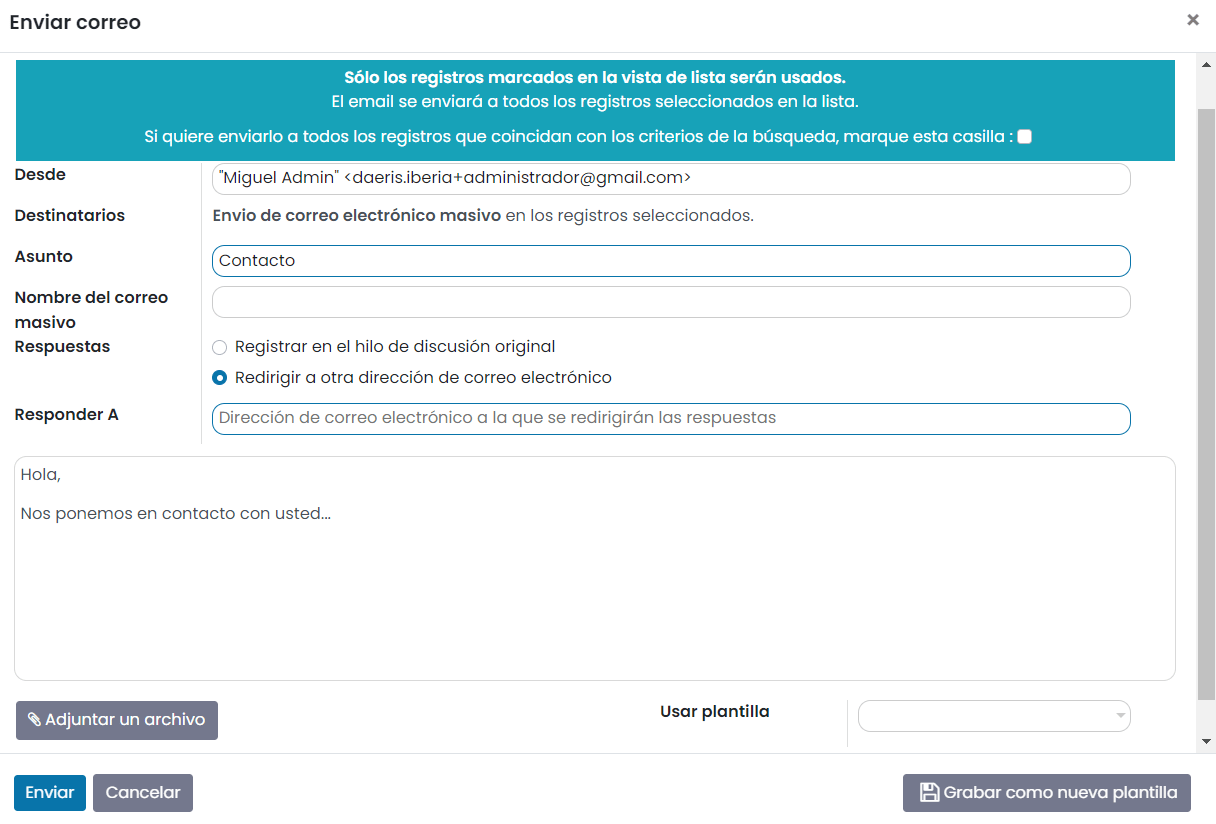 Enviar correo
×
Sólo los registros marcados en la vista de lista serán usados.
El email se enviará a todos los registros seleccionados en la lista.
Si quiere enviarlo a todos los registros que coincidan con los criterios de la búsqueda, marque esta casilla :
Desde
"Miguel Admin" <daeris.iberia+administrador@gmail.com>
Destinatarios
Envio de correo electrónico masivo en los registros seleccionados.
Asunto
Contacto
Nombre del correo
masivo
Respuestas
Registrar en el hilo de discusión original
Redirigir a otra dirección de correo electrónico
Responder A
Dirección de correo electrónico a la que se redirigirán las respuestas
Hola,
Nos ponemos en contacto con usted...
Adjuntar un archivo
Usar plantilla
Enviar
Cancelar
Grabar como nueva plantilla